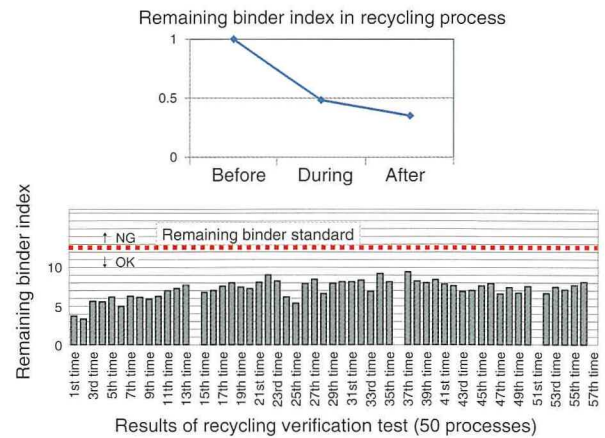 Remaining binder index in recycling process
1
0.5
0
Before During After
Remaining binder index
↑ NG
Remaining binder standard
↓ OK
10
5
0
1st time
3rd time
5th time
7th time
9th time
11th time
13th time
15th time
17th time
19th time
21st time
23rd time
25th time
27th time
29th time
31st time
33rd time
35th time
37th time
39th time
41st time
43rd time
45th time
47th time
49th time
51st time
53rd time
55th time
57th time
Results of recycling verification test (50 processes)